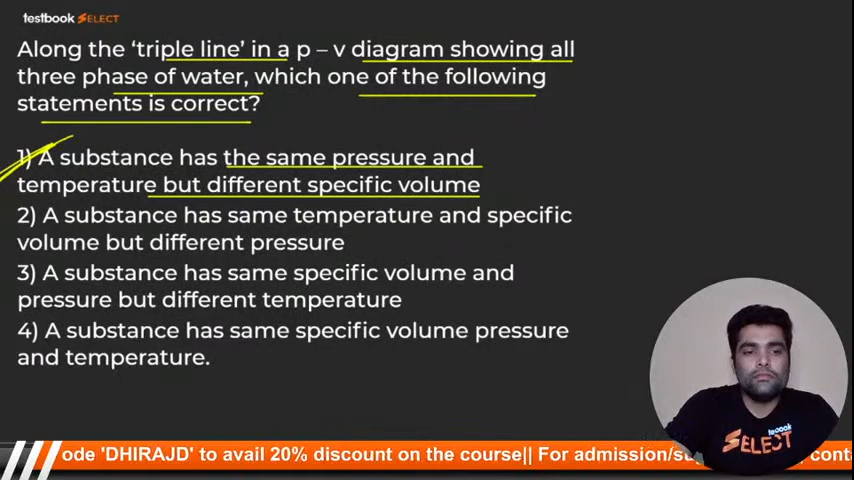 testbook SELECT
Along the 'triple line' in a p – v diagram showing all
three phase of water, which one of the following
statements is correct?
1) A substance has the same pressure and
temperature but different specific volume
2) A substance has same temperature and specific
volume but different pressure
3) A substance has same specific volume and
pressure but different temperature
4) A substance has same specific volume pressure
and temperature.
SELECT
ode 'DHIRAJD' to avail 20% discount on the course|| For admission/su